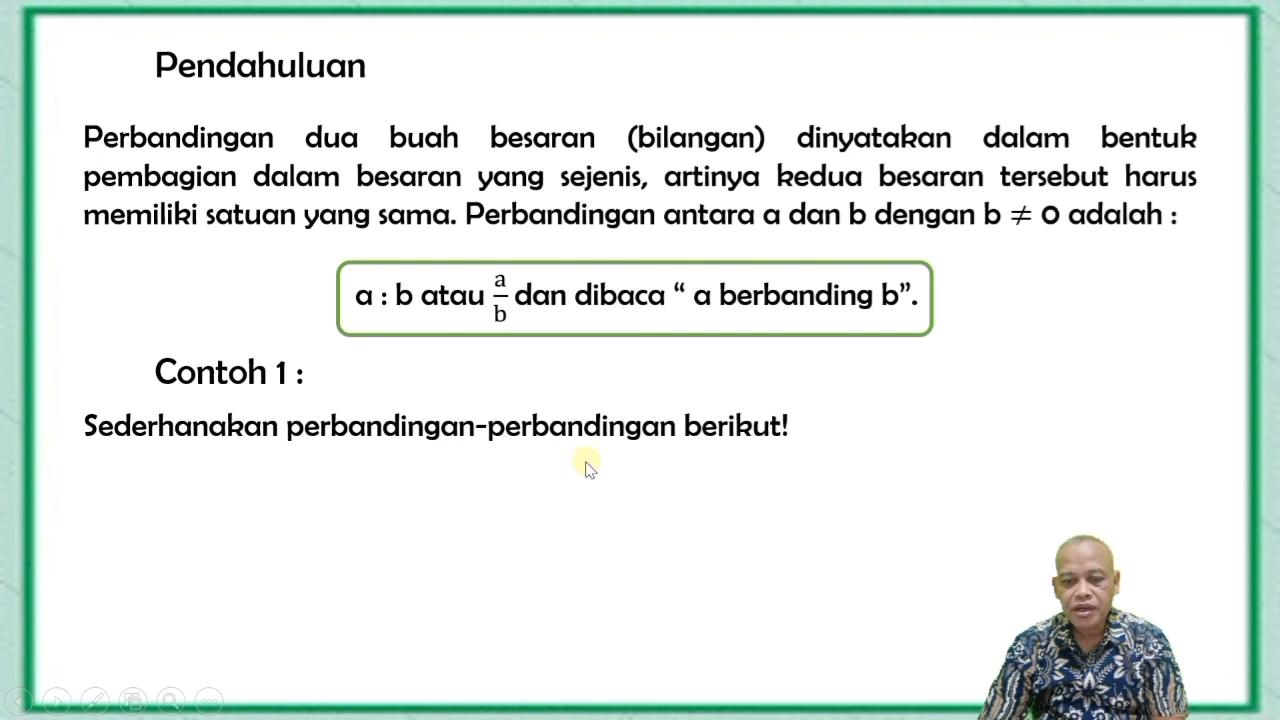 Pendahuluan
Perbandingan dua buah besaran (bilangan) dinyatakan dalam bentuk
pembagian dalam besaran yang sejenis, artinya kedua besaran tersebut harus
memiliki satuan yang sama. Perbandingan antara a dan b dengan b ≠ 0 adalah :
a : b atau a/b dan dibaca “ a berbanding b”.
Contoh 1 :
Sederhanakan perbandingan-perbandingan berikut!